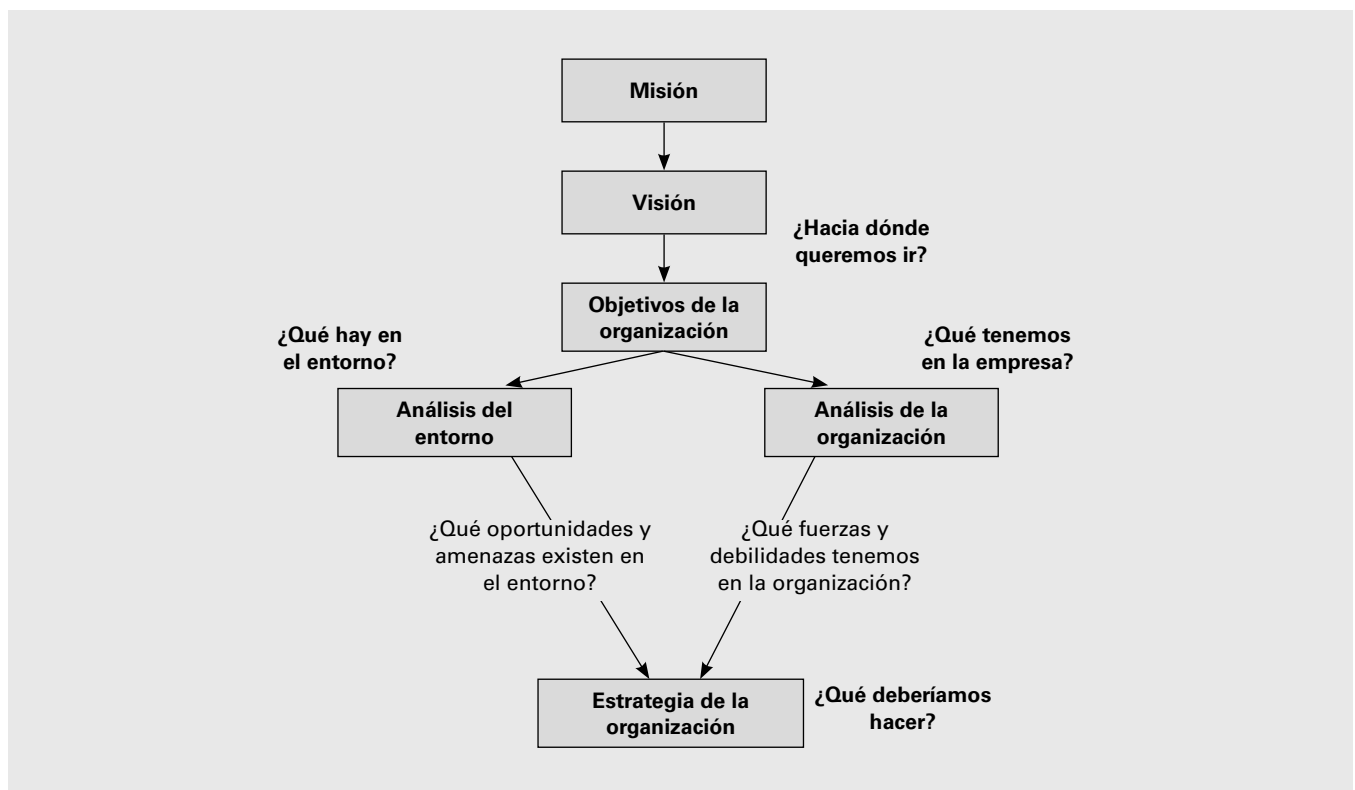 Misión
Visión
¿Hacia dónde
queremos ir?
Objetivos de la
organización
¿Qué hay en
el entorno?
¿Qué tenemos
en la empresa?
Análisis del
entorno
Análisis de la
organización
¿Qué oportunidades y
amenazas existen en
el entorno?
¿Qué fuerzas y
debilidades tenemos
en la organización?
Estrategia de la
organización
¿Qué deberíamos
hacer?